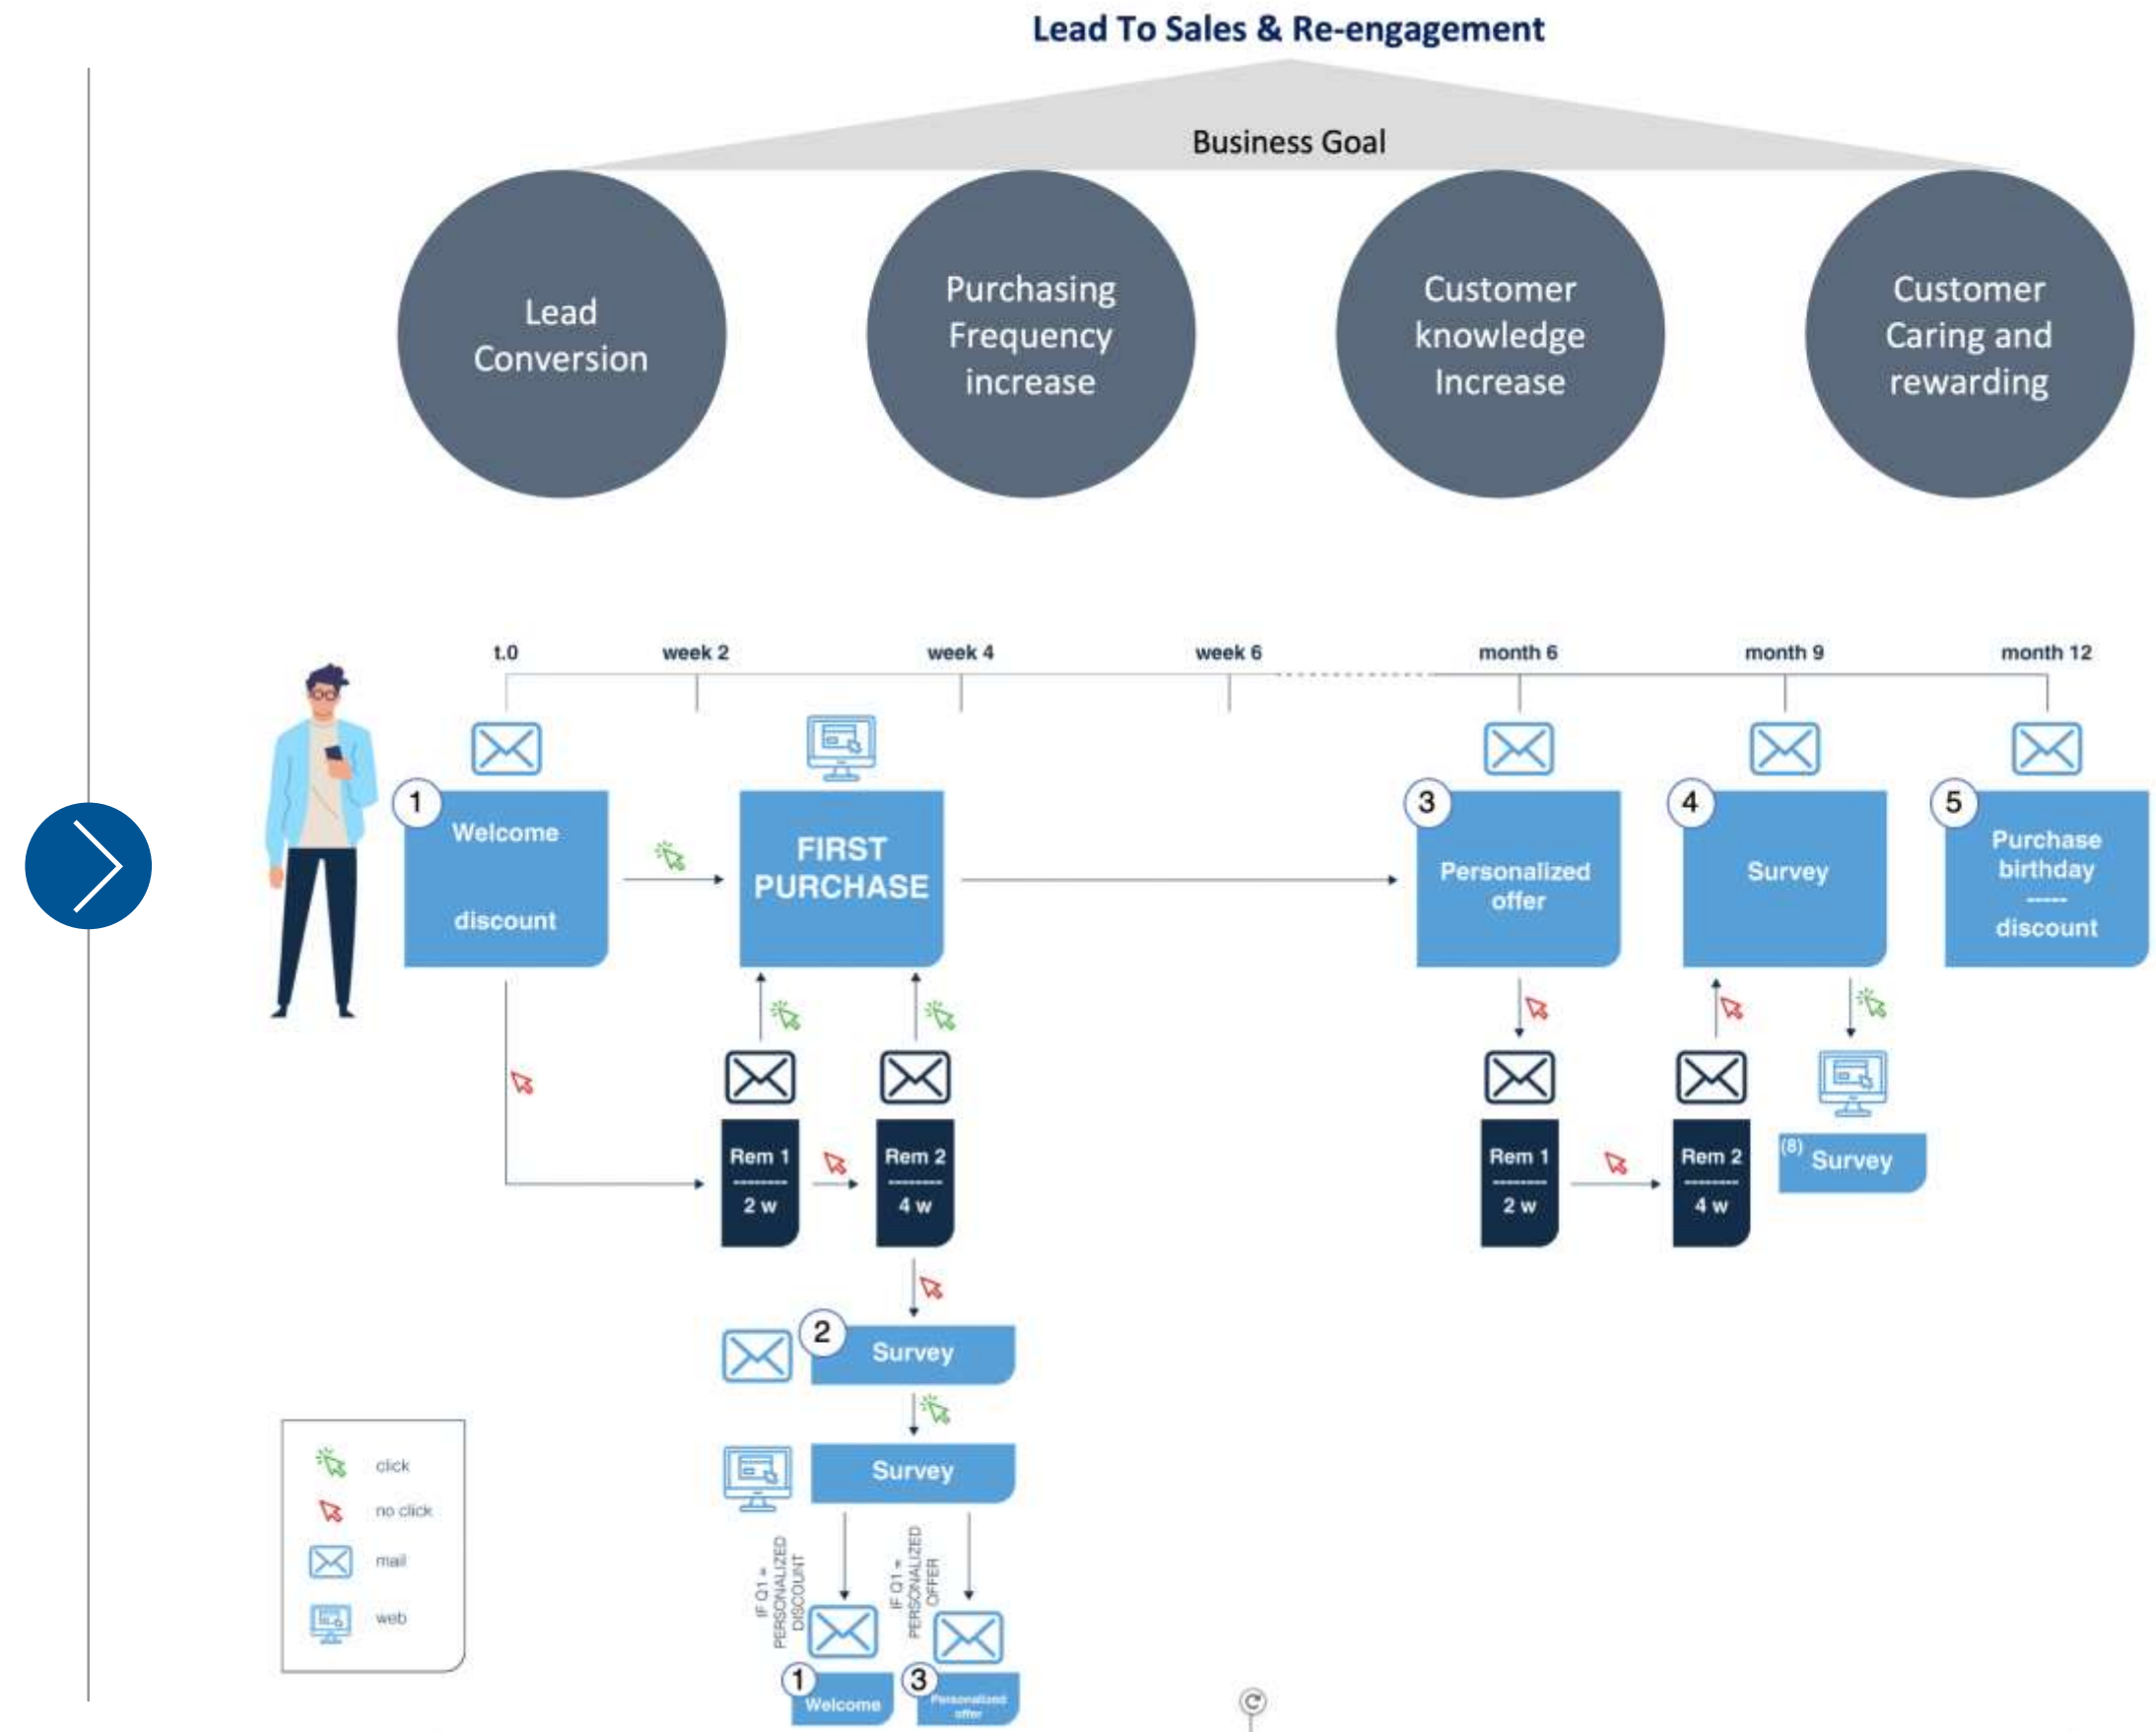 Lead To Sales & Re-engagement
Business Goal
Lead
Conversion
Purchasing
Frequency
increase
Customer
knowledge
Increase
Customer
Caring and
rewarding
t.0
week 2
week 4
week 6
month 6
month 9
month 12
1
Welcome
discount
FIRST
PURCHASE
3
Personalized
offer
4
Survey
5
Purchase
birthday
-----
discount
Rem 1
--------
2 w
Rem 2
--------
4 w
Rem 1
--------
2 w
Rem 2
--------
4 w
(8) Survey
2
Survey
Survey
click
no click
mail
web
IF Q1 =
PERSONALIZED
DISCOUNT
IF Q1 =
PERSONALIZED
OFFER
1
Welcome
3
Personalized
offer